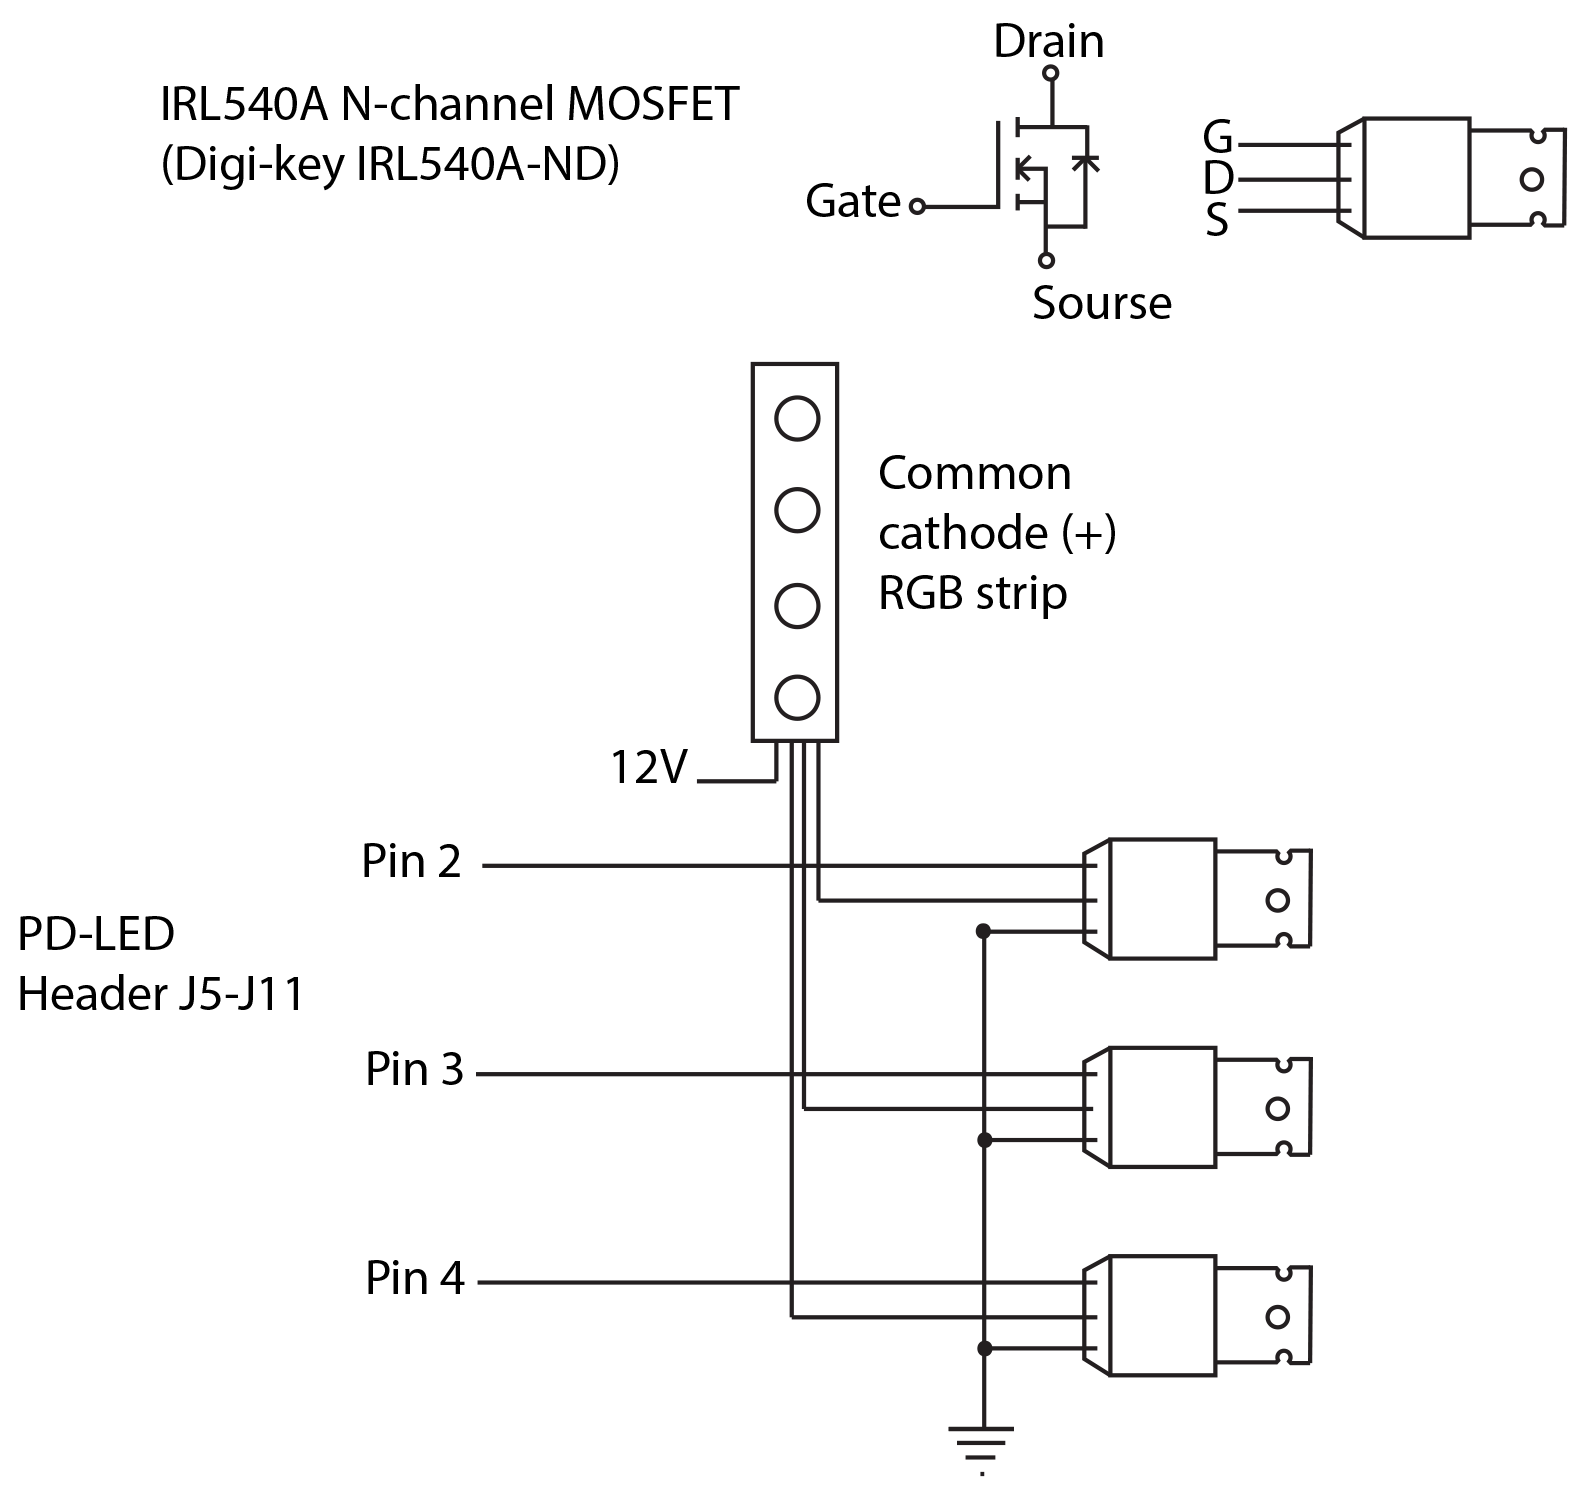 Drain
IRL540A N-channel MOSFET
(Digi-key IRL540A-ND)
G
D
S
Gate
Sourse
Common
cathode (+)
RGB strip
12V
Pin 2
PD-LED
Header J5-J11
Pin 3
Pin 4